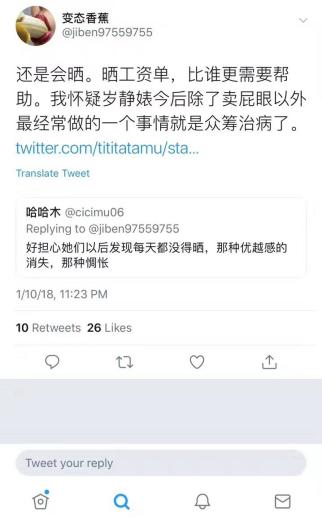 变态香蕉
@jiben97559755
还是会晒。晒工资单，比谁更需要帮
助。我怀疑岁静婊今后除了卖屁眼以外
最经常做的一个事情就是众筹治病了。
twitter.com/tititatamu/sta...
Translate Tweet
哈哈木 @cicimu06
Replying to @jiben97559755
好担心她们以后发现每天都没得晒，那种优越感的
消失，那种惆怅
1/10/18, 11:23 PM
10 Retweets 26 Likes
Tweet your reply